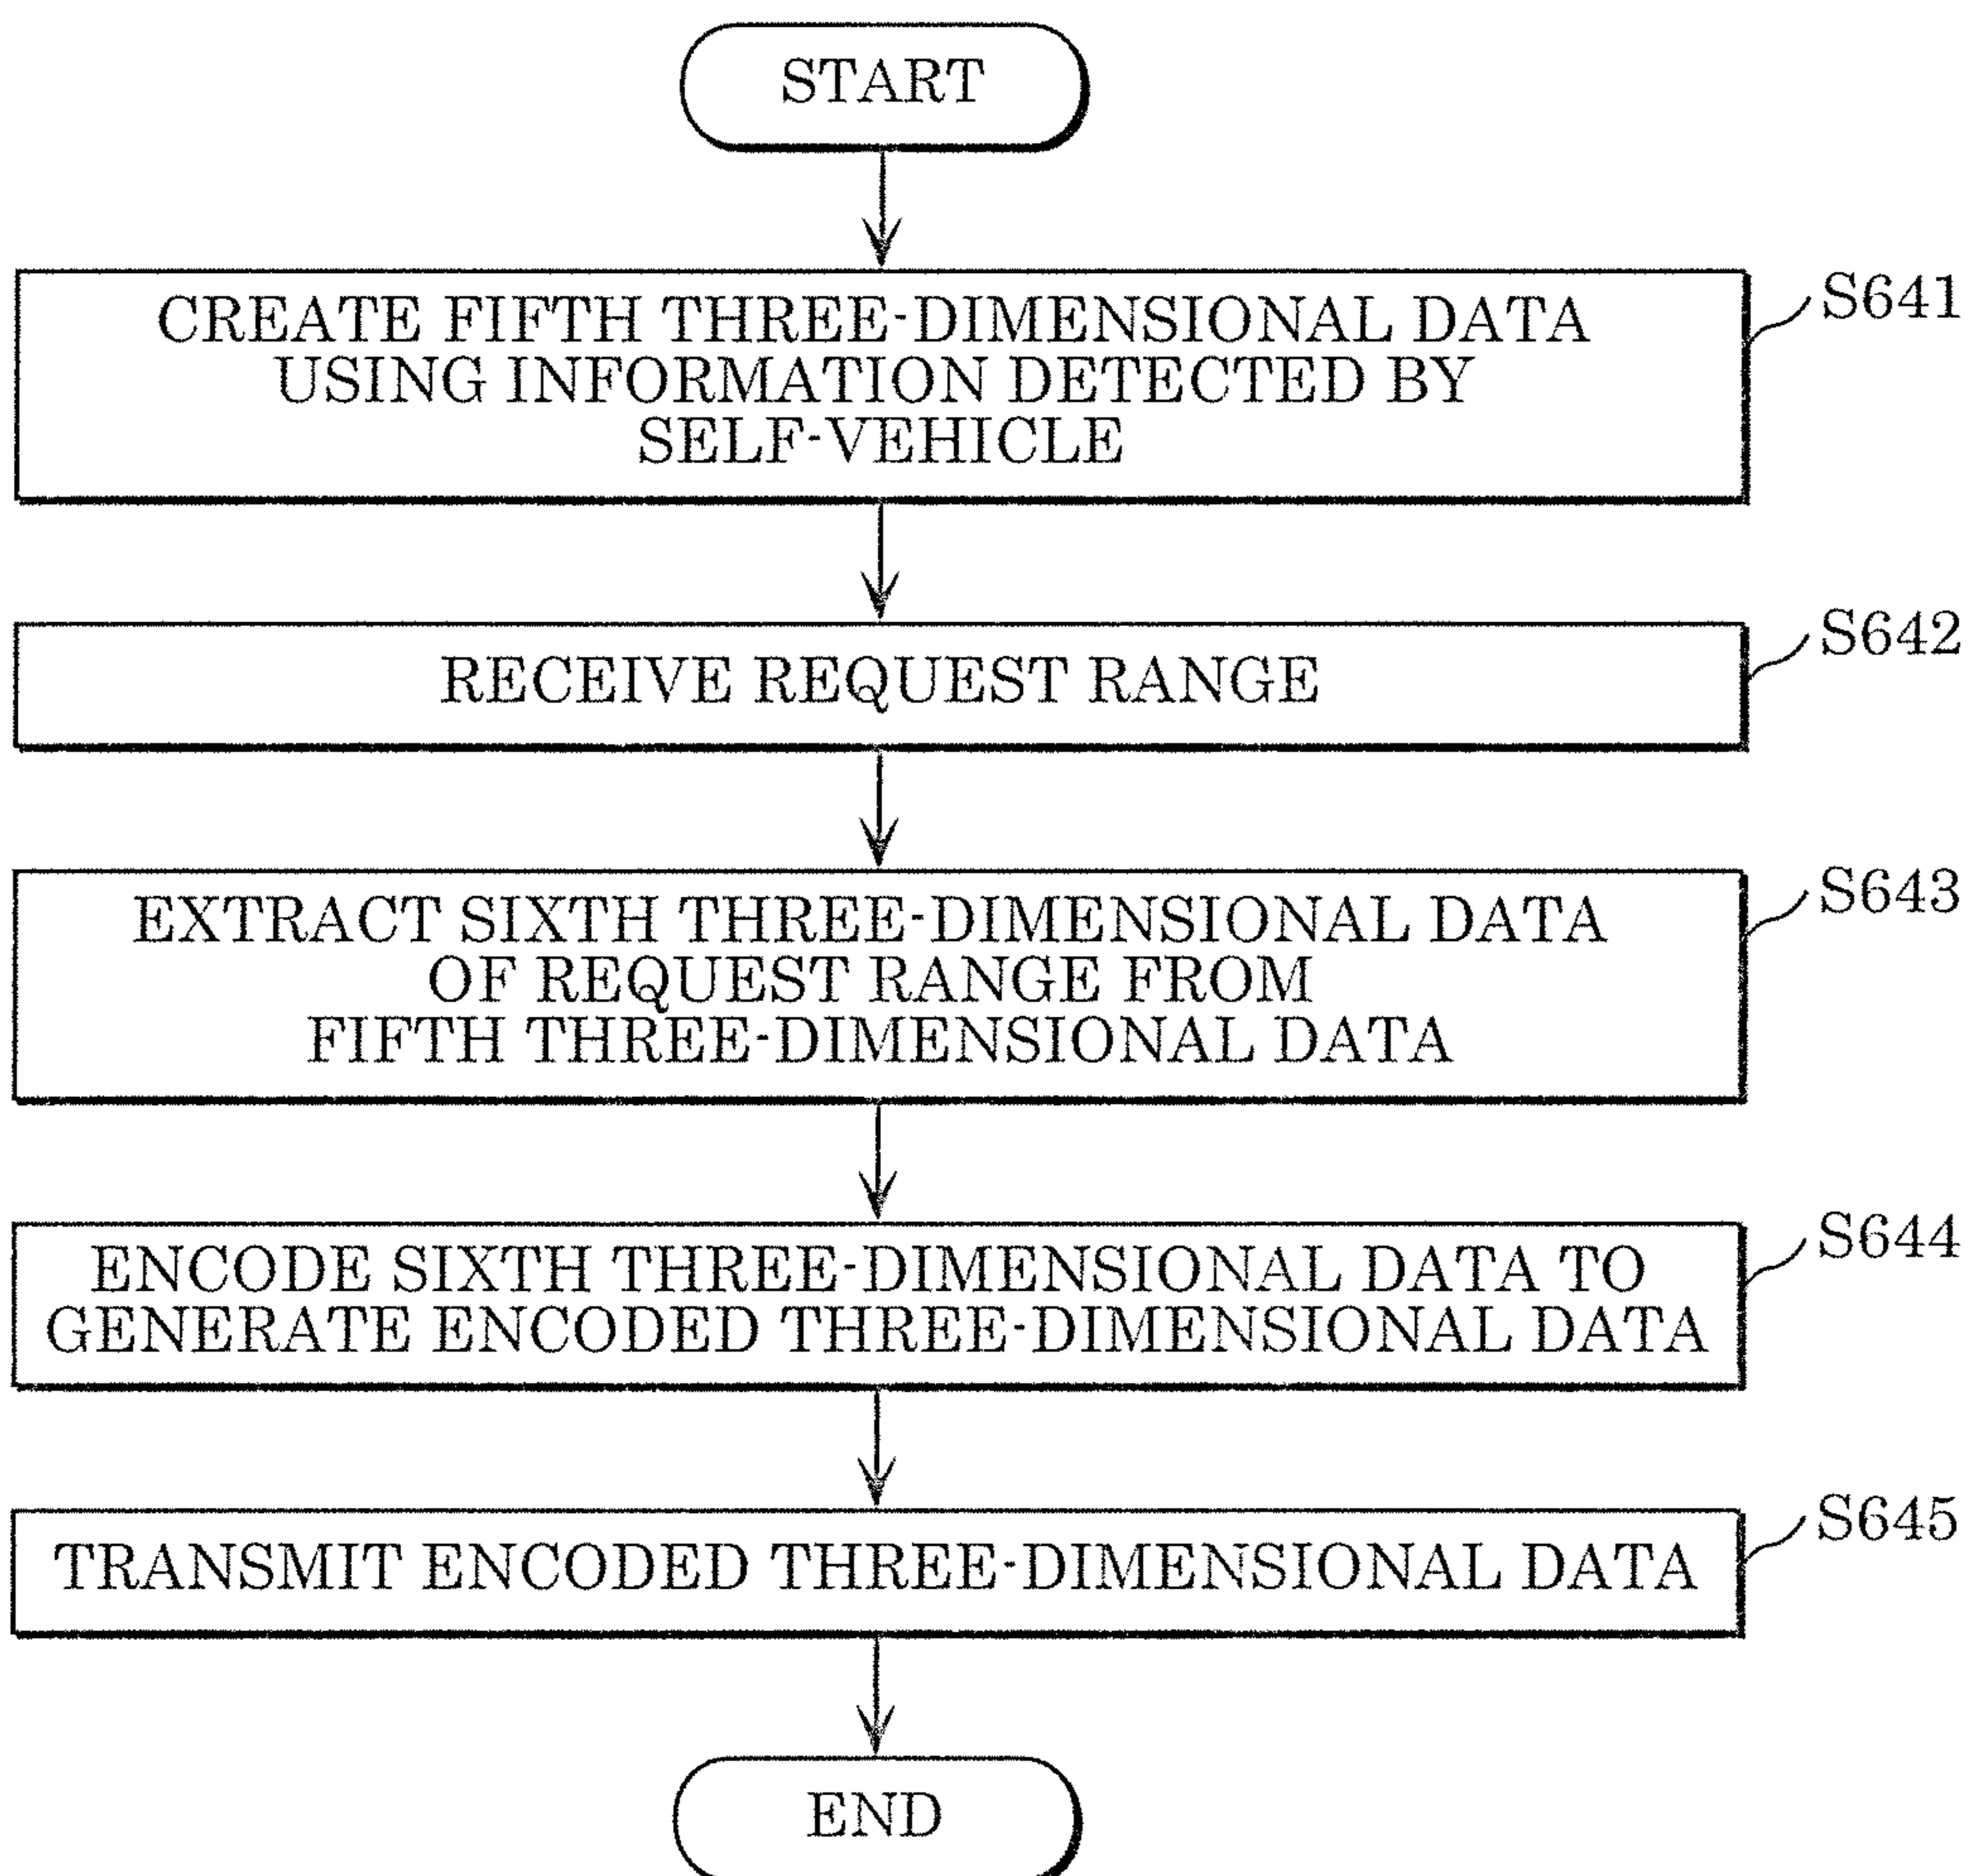 START
CREATE FIFTH THREE-DIMENSIONAL DATA
USING INFORMATION DETECTED BY
SELF-VEHICLE
S641
RECEIVE REQUEST RANGE
S642
EXTRACT SIXTH THREE-DIMENSIONAL DATA
OF REQUEST RANGE FROM
FIFTH THREE-DIMENSIONAL DATA
S643
ENCODE SIXTH THREE-DIMENSIONAL DATA TO
GENERATE ENCODED THREE-DIMENSIONAL DATA
S644
TRANSMIT ENCODED THREE-DIMENSIONAL DATA
S645
END